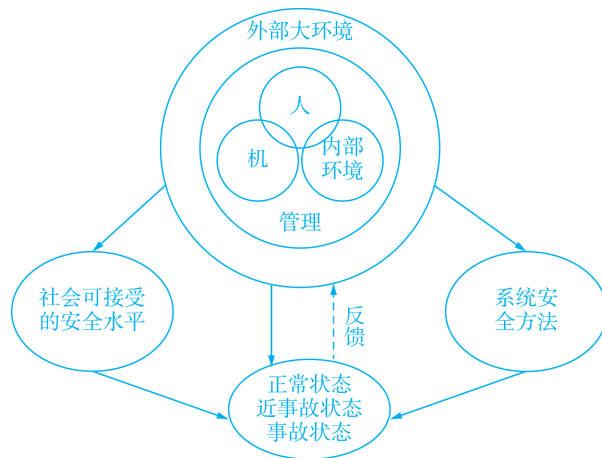 外部大环境
人
机
内部
环境
管理
社会可接受
的安全水平
反
馈
系统安
全方法
正常状态
近事故状态
事故状态